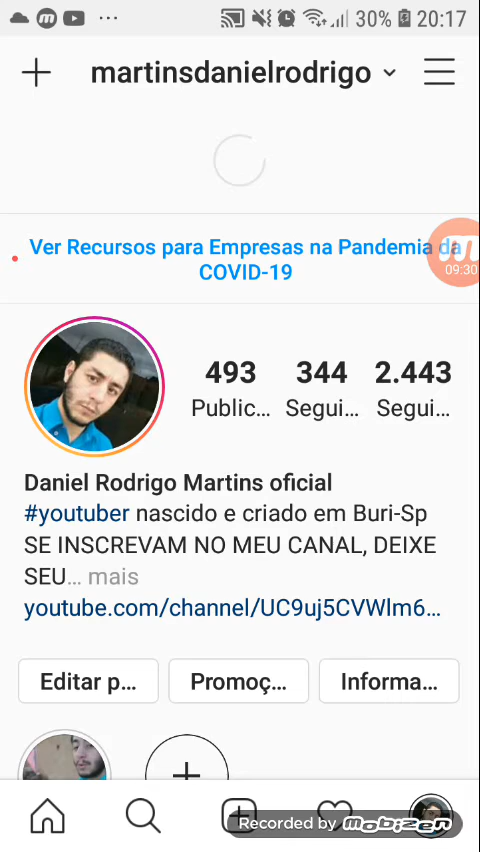 30% 20:17
martinsdanielrodrigo
Ver Recursos para Empresas na Pandemia da
COVID-19
09:30
493 344 2.443
Public... Segui... Segui...
Daniel Rodrigo Martins oficial
#youtuber nascido e criado em Buri-Sp
SE INSCREVAM NO MEU CANAL, DEIXE
SEU... mais
youtube.com/channel/UC9uj5CVWlm6...
Editar p... Promoç... Informa...
Recorded by mobizen